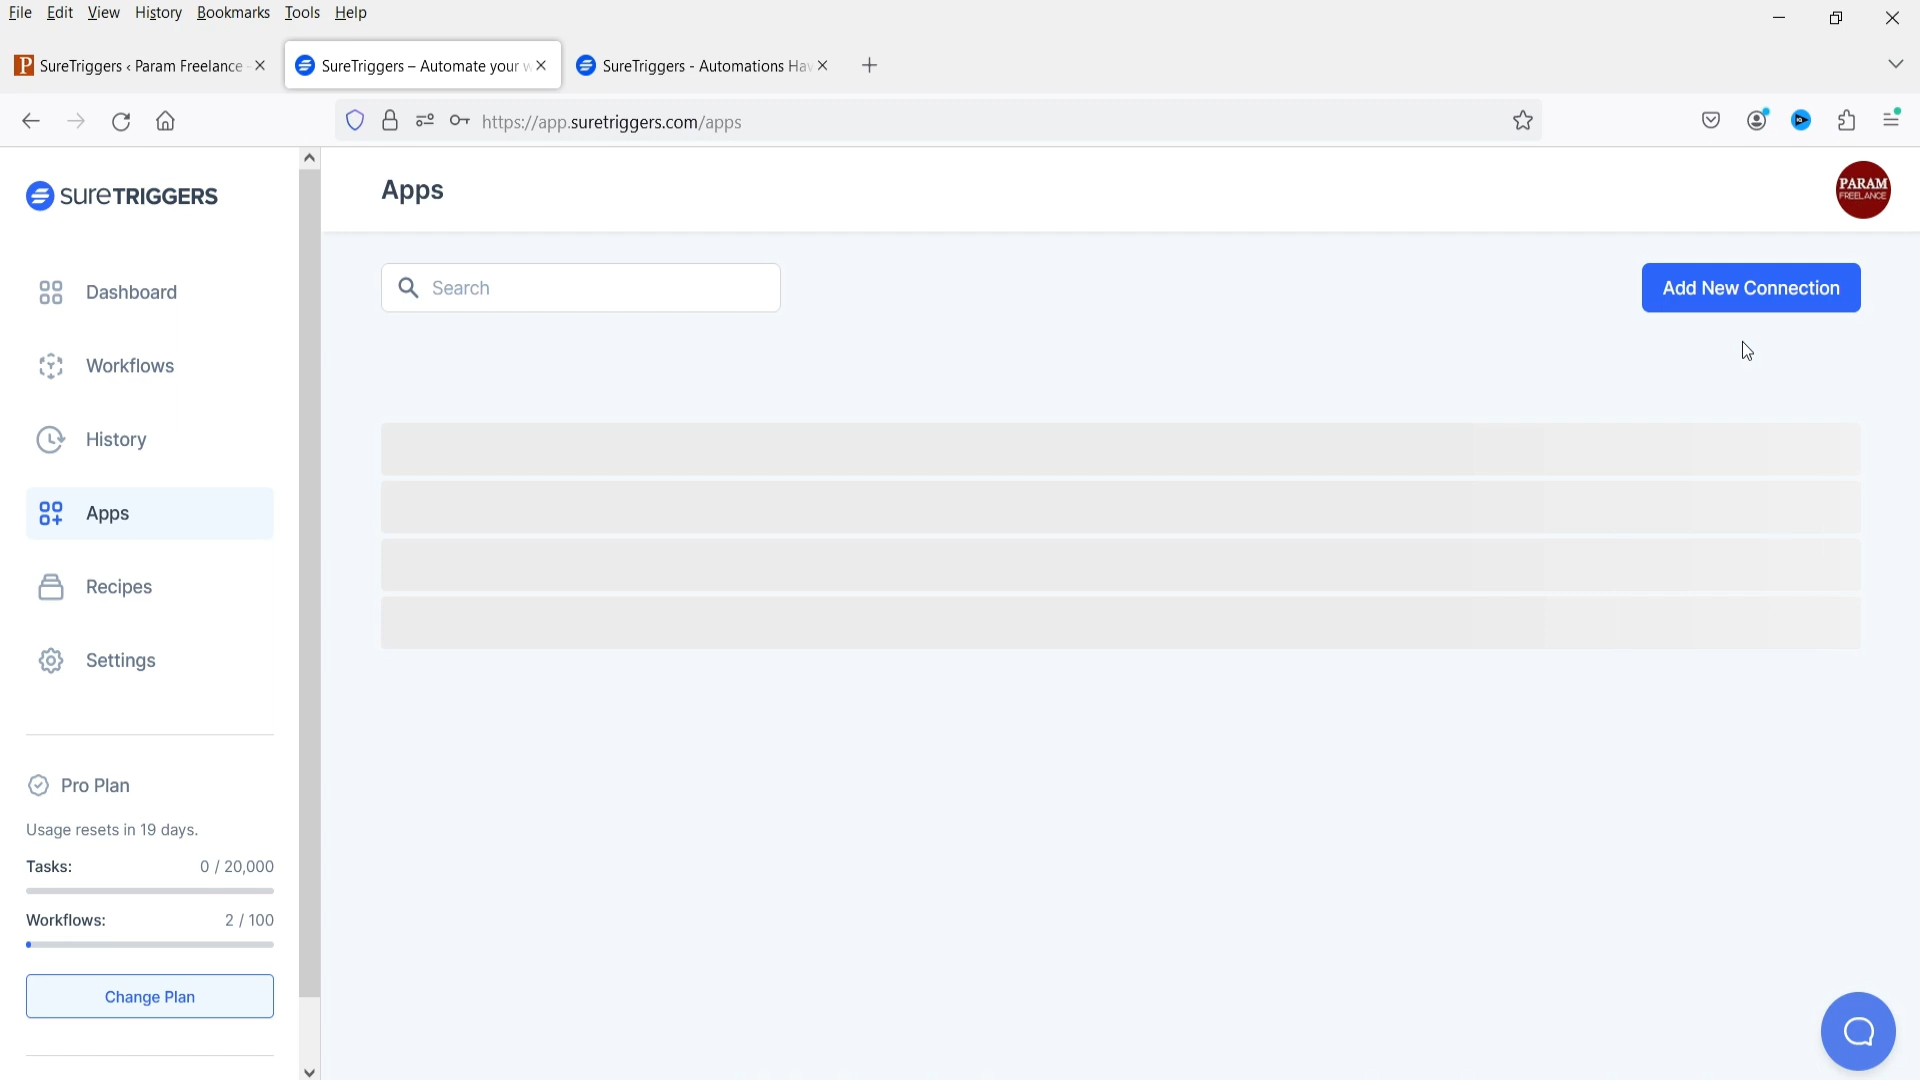 File Edit View History Bookmarks Tools Help
SureTriggers ‹ Param Freelance
SureTriggers – Automate your w
SureTriggers - Automations Hav
https://app.suretriggers.com/apps
sureTRIGGERS
Apps
PARAM
FREELANCE
Search
Add New Connection
Dashboard
Workflows
History
Apps
Recipes
Settings
Pro Plan
Usage resets in 19 days.
Tasks: 0 / 20,000
Workflows: 2 / 100
Change Plan